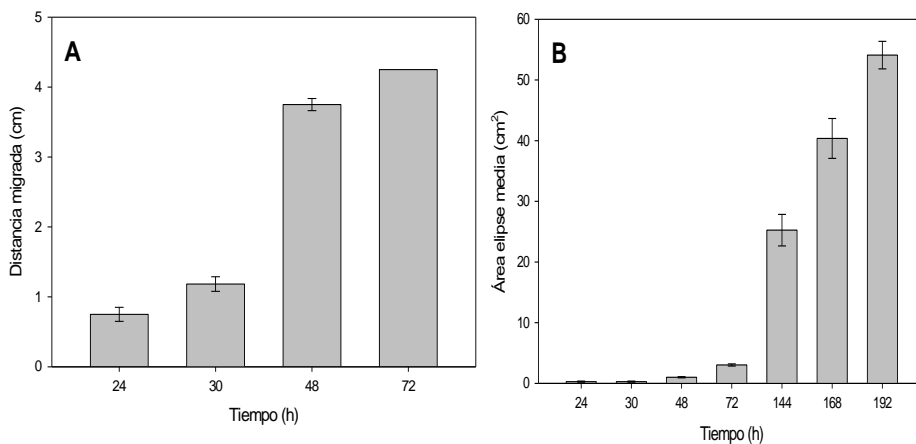 A
Distancia migrada (cm)
5
4
3
2
1
0
24 30 48 72
Tiempo (h)
B
Área elipse media (cm²)
60
50
40
30
20
10
0
24 30 48 72 144 168 192
Tiempo (h)